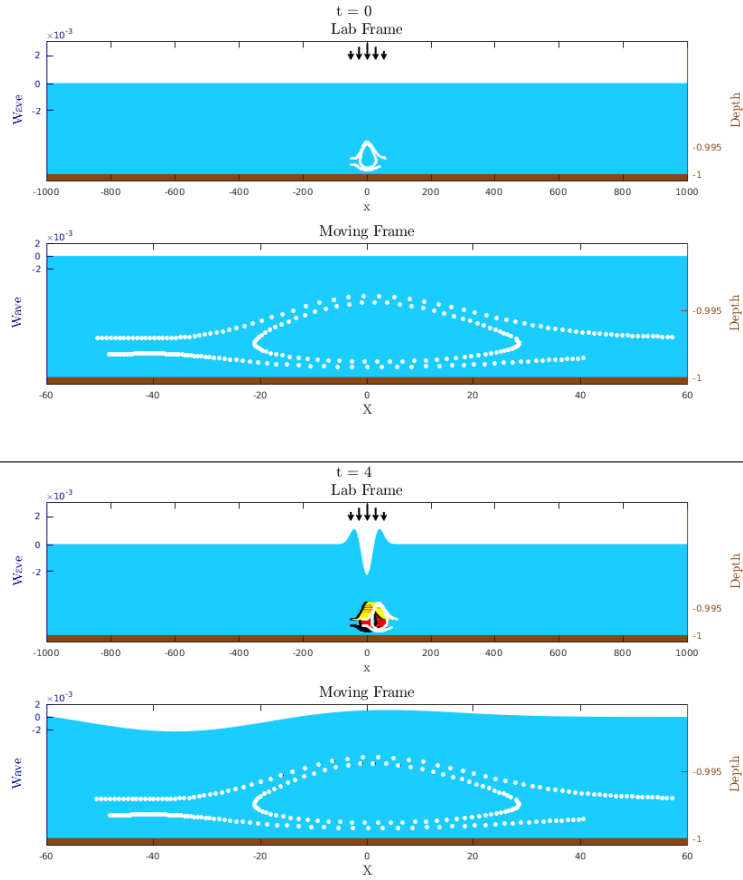 t = 0
Lab Frame
×10⁻³
2
0
-2
Wave
-0.995
-1
Depth
-1000 -800 -600 -400 -200 0 200 400 600 800 1000
x
Moving Frame
×10⁻³
2
0
-2
Wave
-0.995
-1
Depth
-60 -40 -20 0 20 40 60
X
t = 4
Lab Frame
×10⁻³
2
0
-2
Wave
-0.995
-1
Depth
-1000 -800 -600 -400 -200 0 200 400 600 800 1000
x
Moving Frame
×10⁻³
2
0
-2
Wave
-0.995
-1
Depth
-60 -40 -20 0 20 40 60
X